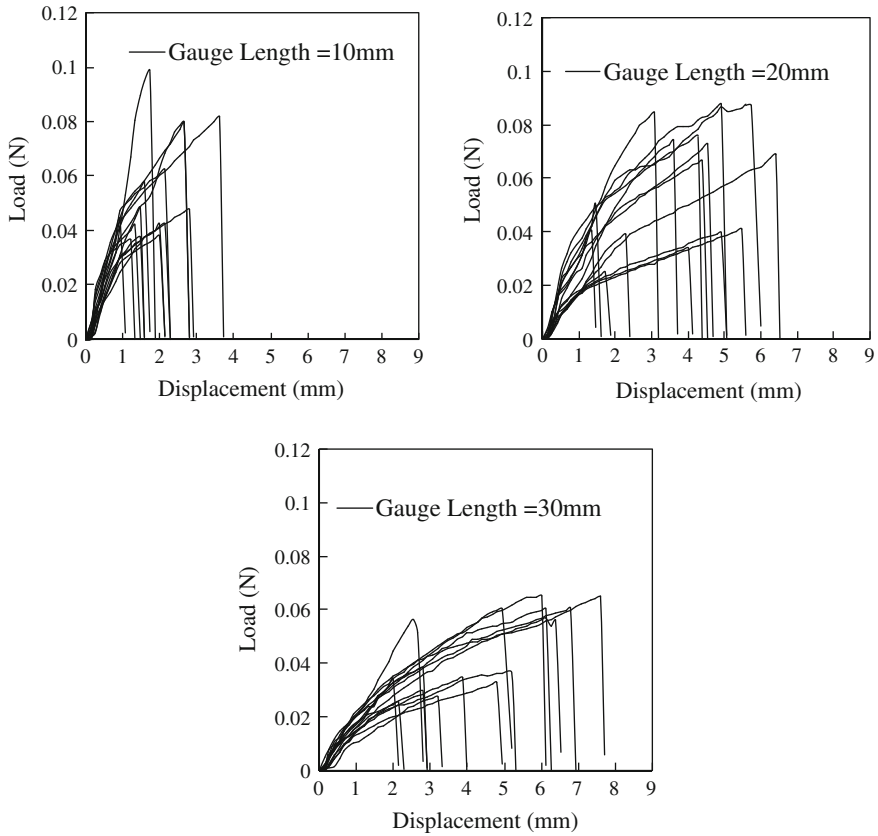 0.12
0.1
0.08
0.06
0.04
0.02
0
Load (N)
Gauge Length =10mm
0 1 2 3 4 5 6 7 8 9
Displacement (mm)
0.12
0.1
0.08
0.06
0.04
0.02
0
Load (N)
Gauge Length =20mm
0 1 2 3 4 5 6 7 8 9
Displacement (mm)
0.12
0.1
0.08
0.06
0.04
0.02
0
Load (N)
Gauge Length =30mm
0 1 2 3 4 5 6 7 8 9
Displacement (mm)